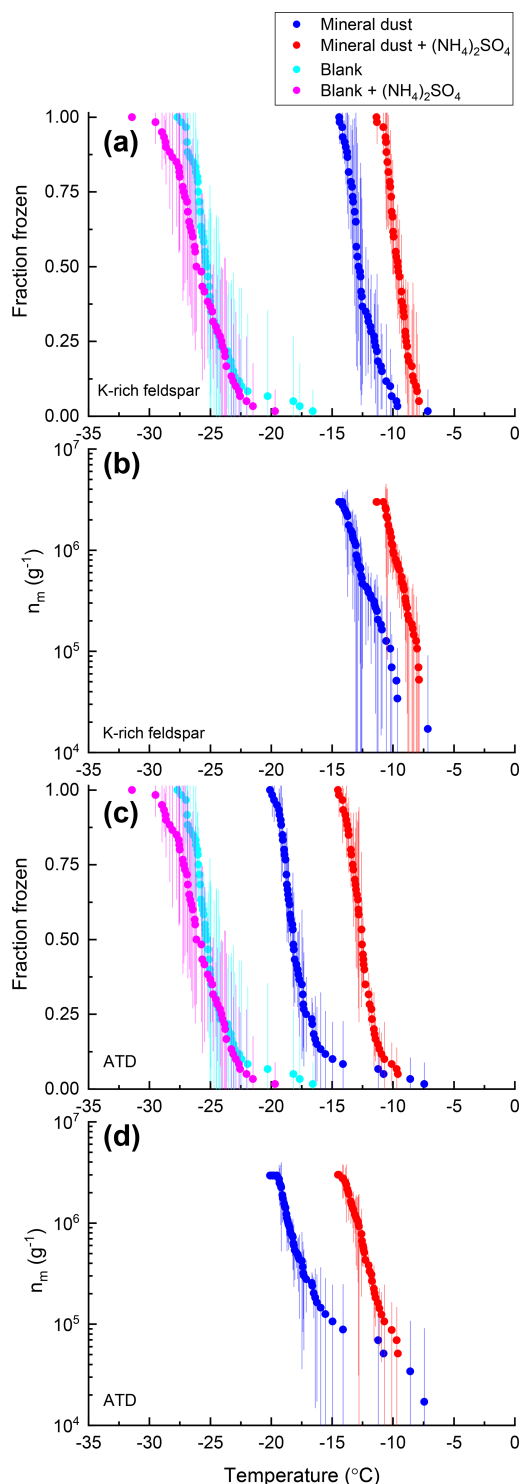 Mineral dust
Mineral dust + (NH4)2SO4
Blank
Blank + (NH4)2SO4
(a)
1.00
0.75
0.50
0.25
0.00
Fraction frozen
K-rich feldspar
-35 -30 -25 -20 -15 -10 -5 0
(b)
10^7
10^6
10^5
10^4
n_m (g^-1)
K-rich feldspar
-35 -30 -25 -20 -15 -10 -5 0
(c)
1.00
0.75
0.50
0.25
0.00
Fraction frozen
ATD
-35 -30 -25 -20 -15 -10 -5 0
(d)
10^7
10^6
10^5
10^4
n_m (g^-1)
ATD
-35 -30 -25 -20 -15 -10 -5 0
Temperature (°C)